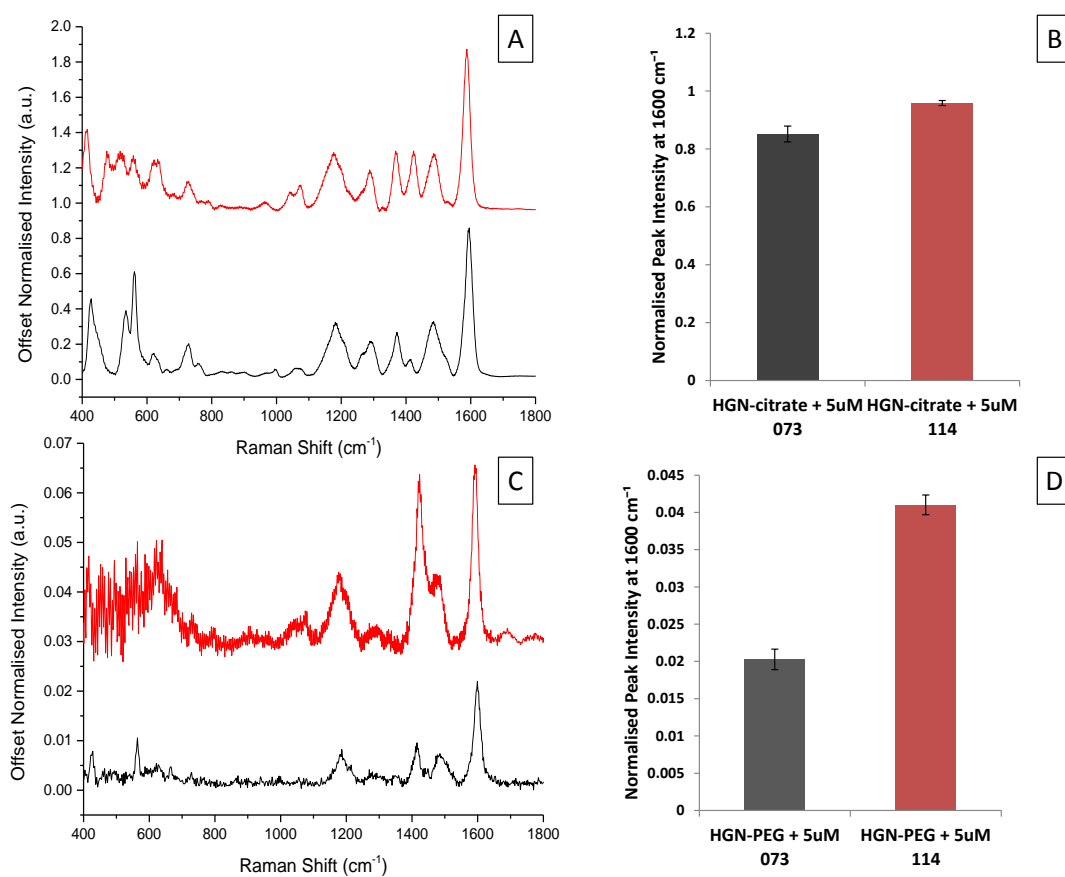 A
2.0
1.8
1.6
1.4
1.2
1.0
0.8
0.6
0.4
0.2
0.0
Offset Normalised Intensity (a.u.)
400 600 800 1000 1200 1400 1600 1800
Raman Shift (cm⁻¹)
B
1.2
1
0.8
0.6
0.4
0.2
0
Normalised Peak Intensity at 1600 cm⁻¹
HGN-citrate + 5uM HGN-citrate + 5uM
073 114
C
0.07
0.06
0.05
0.04
0.03
0.02
0.01
0.00
Offset Normalised Intensity (a.u.)
400 600 800 1000 1200 1400 1600 1800
Raman Shift (cm⁻¹)
D
0.045
0.04
0.035
0.03
0.025
0.02
0.015
0.01
0.005
0
Normalised Peak Intensity at 1600 cm⁻¹
HGN-PEG + 5uM HGN-PEG + 5uM
073 114